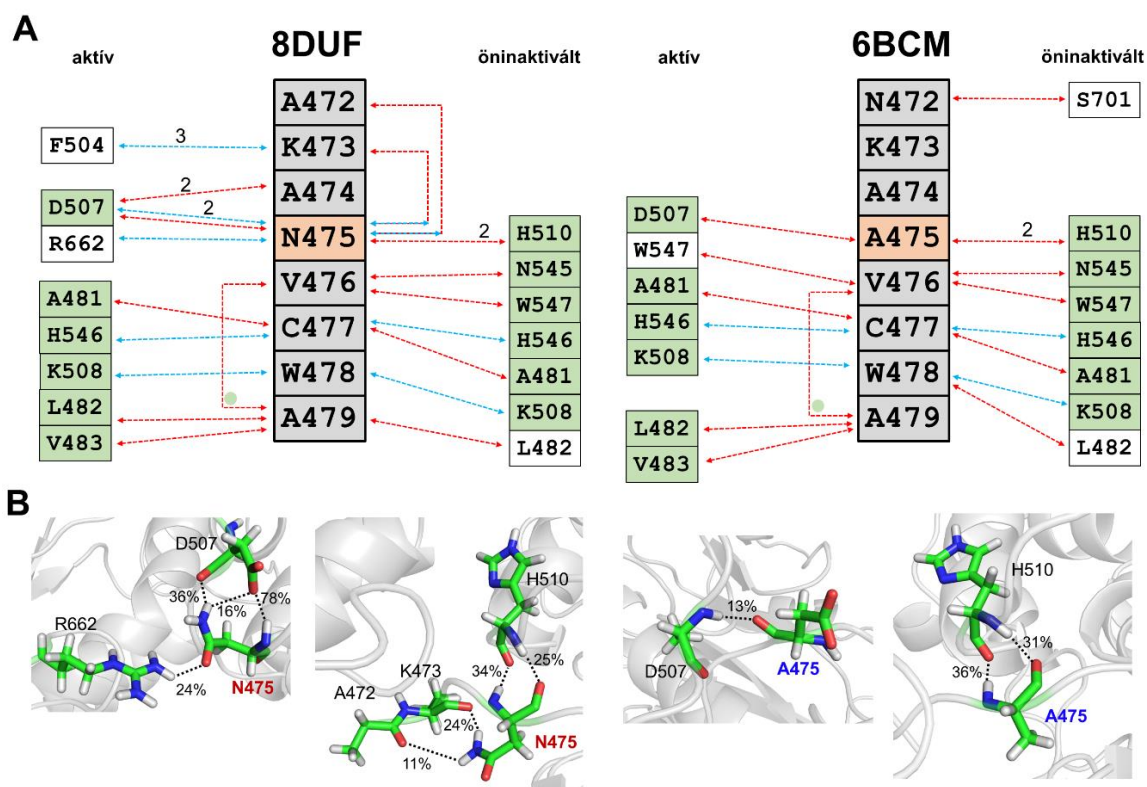 A
8DUF
6BCM
aktív
öninaktivált
aktív
öninaktivált
A472
K473
A474
N475
V476
C477
W478
A479
F504
D507
R662
A481
H546
K508
L482
V483
3
2
2
2
H510
N545
W547
H546
A481
K508
L482
N472
K473
A474
A475
V476
C477
W478
A479
D507
W547
A481
H546
K508
L482
V483
2
S701
H510
N545
W547
H546
A481
K508
L482
B
D507
36%
16%
78%
R662
24%
N475
H510
34%
25%
K473
A472
24%
11%
N475
13%
D507
A475
H510
31%
36%
A475